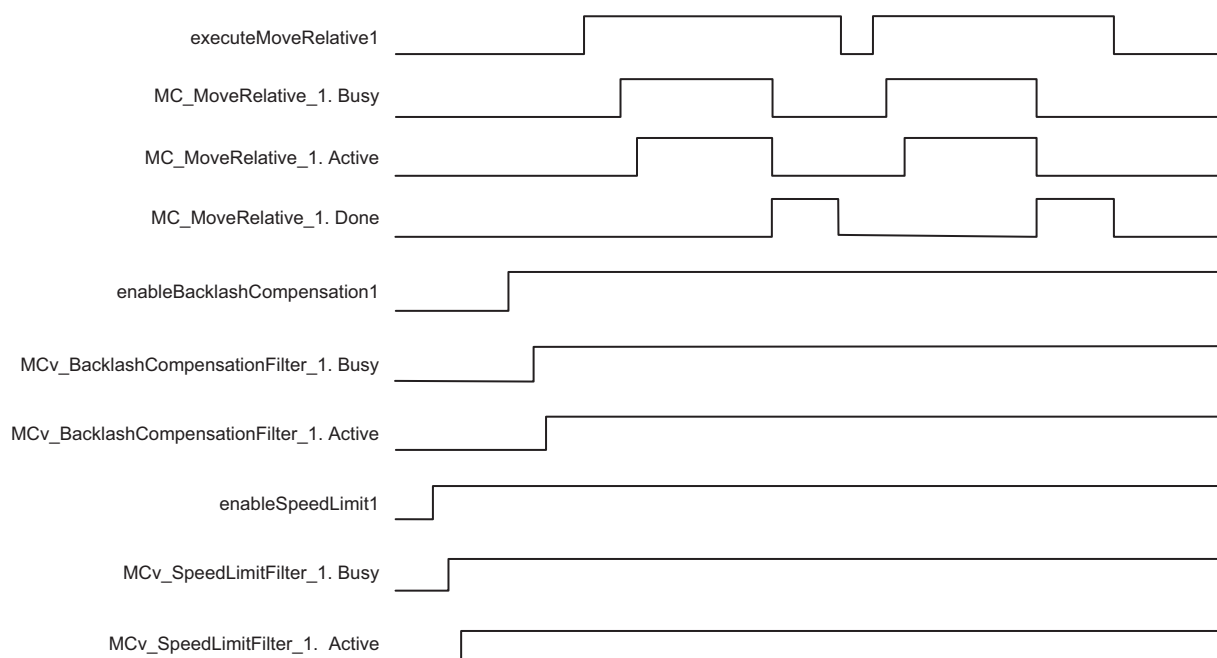 executeMoveRelative1
MC_MoveRelative_1. Busy
MC_MoveRelative_1. Active
MC_MoveRelative_1. Done
enableBacklashCompensation1
MCv_BacklashCompensationFilter_1. Busy
MCv_BacklashCompensationFilter_1. Active
enableSpeedLimit1
MCv_SpeedLimitFilter_1. Busy
MCv_SpeedLimitFilter_1.  Active